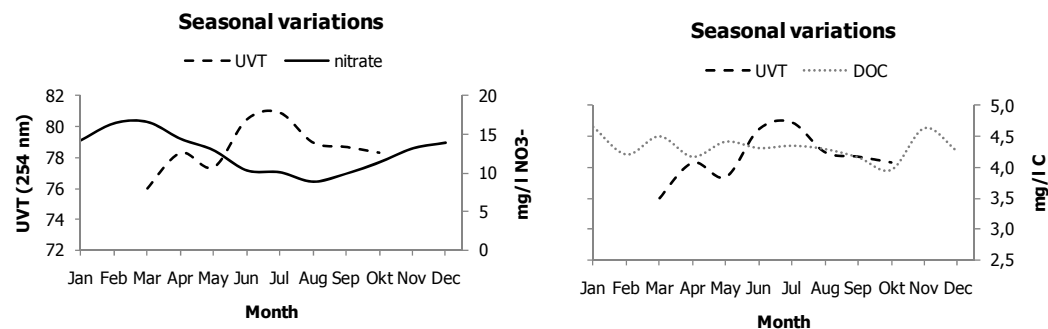 Seasonal variations
UVT nitrate
82
80
78
76
74
72
UVT (254 nm)
20
15
10
5
0
mg/l NO3-
Jan Feb Mar Apr May Jun Jul Aug Sep Okt Nov Dec
Month
Seasonal variations
UVT DOC
5,0
4,5
4,0
3,5
3,0
2,5
mg/l C
Jan Feb Mar Apr May Jun Jul Aug Sep Okt Nov Dec
Month